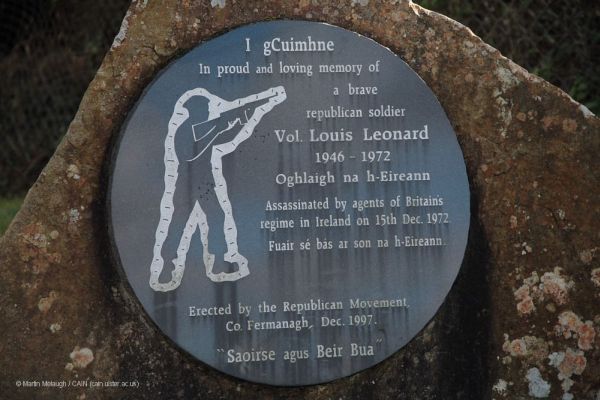 I gCuimhne
In proud and loving memory of
a brave
republican soldier
Vol. Louis Leonard
1946 - 1972
Oghlaigh na h-Eireann
Assassinated by agents of Britain's
regime in Ireland on 15th Dec. 1972.
Fuair sé bás ar son na h-Eireann.
Erected by the Republican Movement,
Co. Fermanagh, Dec. 1997.
"Saoirse agus Beir Bua"
© Martin Melaugh / CAIN (cain.ulster.ac.uk)